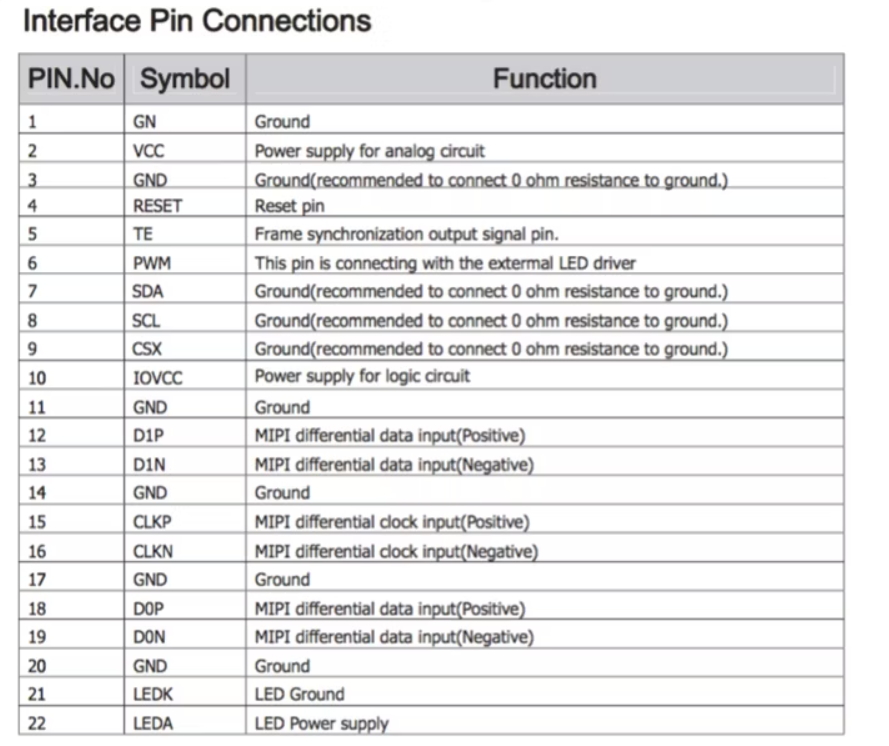 Interface Pin Connections
PIN.No Symbol Function
1 GN Ground
2 VCC Power supply for analog circuit
3 GND Ground(recommended to connect 0 ohm resistance to ground.)
4 RESET Reset pin
5 TE Frame synchronization output signal pin.
6 PWM This pin is connecting with the extermal LED driver
7 SDA Ground(recommended to connect 0 ohm resistance to ground.)
8 SCL Ground(recommended to connect 0 ohm resistance to ground.)
9 CSX Ground(recommended to connect 0 ohm resistance to ground.)
10 IOVCC Power supply for logic circuit
11 GND Ground
12 D1P MIPI differential data input(Positive)
13 D1N MIPI differential data input(Negative)
14 GND Ground
15 CLKP MIPI differential clock input(Positive)
16 CLKN MIPI differential clock input(Negative)
17 GND Ground
18 D0P MIPI differential data input(Positive)
19 D0N MIPI differential data input(Negative)
20 GND Ground
21 LEDK LED Ground
22 LEDA LED Power supply